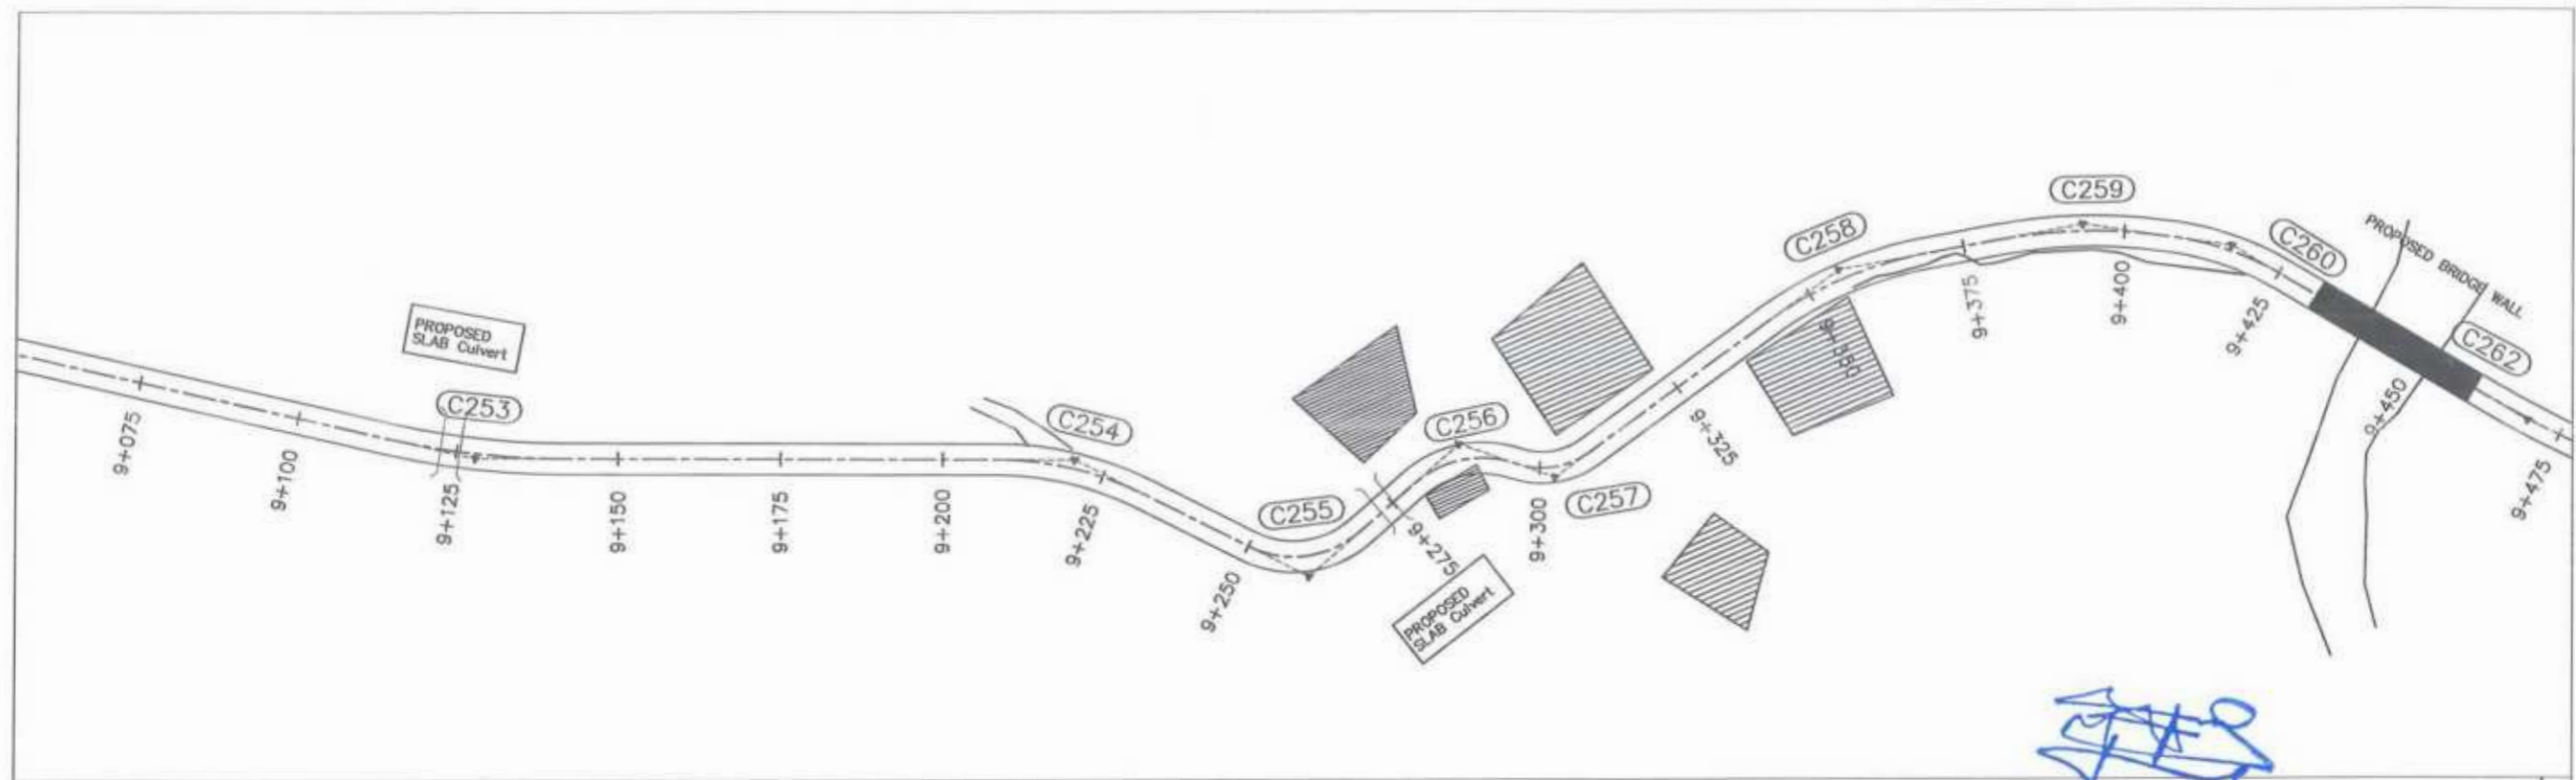 PROPOSED
SLAB Culvert
C253
9+075
9+100
9+125
9+150
9+175
9+200
C254
9+225
9+250
C255
9+275
PROPOSED
SLAB Culvert
C256
9+300
C257
9+325
9+350
C258
9+375
C259
9+400
9+425
C260
PROPOSED BRIDGE WALL
9+450
C262
9+475